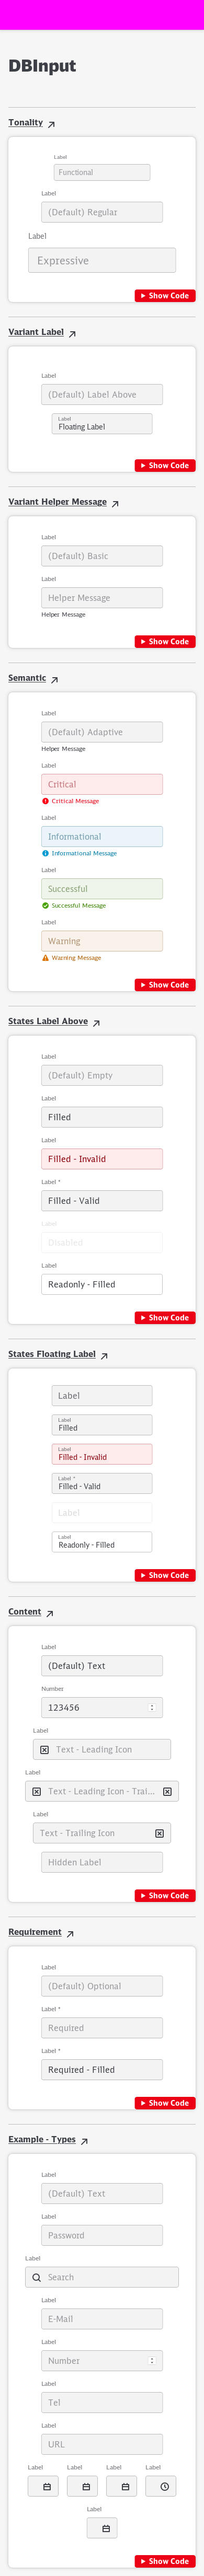 DBInput
Tonality
Label
Functional
Label
(Default) Regular
Label
Expressive
Show Code
Variant Label
Label
(Default) Label Above
Label
Floating Label
Show Code
Variant Helper Message
Label
(Default) Basic
Label
Helper Message
Helper Message
Show Code
Semantic
Label
(Default) Adaptive
Helper Message
Label
Critical
Critical Message
Label
Informational
Informational Message
Label
Successful
Successful Message
Label
Warning
Warning Message
Show Code
States Label Above
Label
(Default) Empty
Label
Filled
Label
Filled - Invalid
Label *
Filled - Valid
Label
Disabled
Label
Readonly - Filled
Show Code
States Floating Label
Label
Label
Filled
Label
Filled - Invalid
Label *
Filled - Valid
Label
Label
Readonly - Filled
Show Code
Content
Label
(Default) Text
Number
123456
Label
Text - Leading Icon
Label
Text - Leading Icon - Trai...
Label
Text - Trailing Icon
Hidden Label
Show Code
Requirement
Label
(Default) Optional
Label *
Required
Label *
Required - Filled
Show Code
Example - Types
Label
(Default) Text
Label
Password
Label
Search
Label
E-Mail
Label
Number
Label
Tel
Label
URL
Label Label Label Label
Label
Show Code